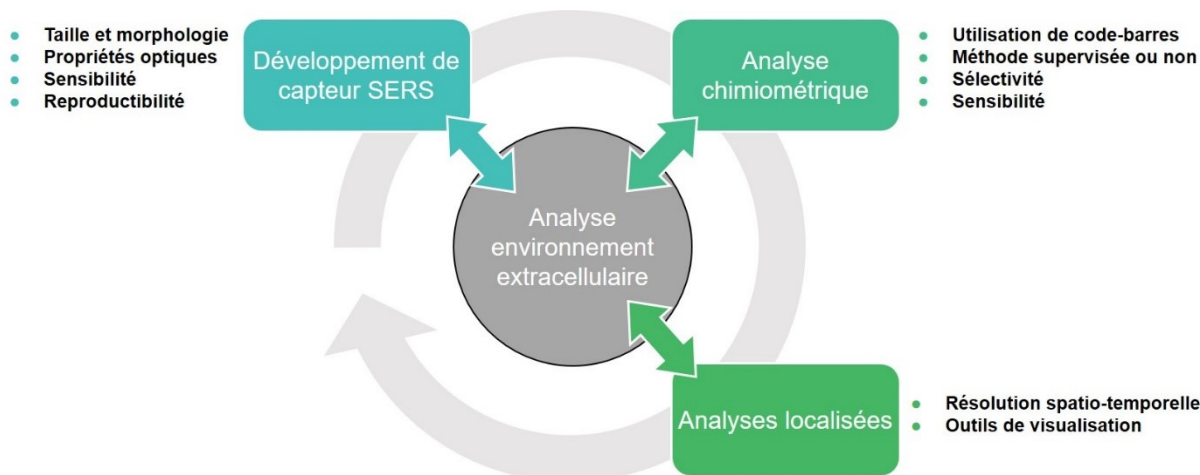 Taille et morphologie
Propriétés optiques
Sensibilité
Reproductibilité
Développement de
capteur SERS
Analyse
chimiométrique
Utilisation de code-barres
Méthode supervisée ou non
Sélectivité
Sensibilité
Analyse
environnement
extracellulaire
Analyses localisées
Résolution spatio-temporelle
Outils de visualisation